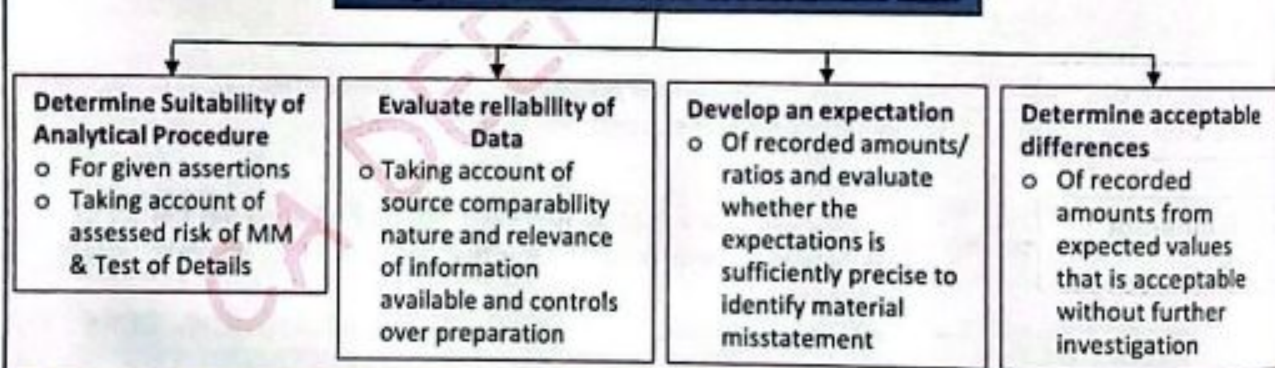 Determine Suitability of
Analytical Procedure
o For given assertions
o Taking account of
assessed risk of MM
& Test of Details
Evaluate reliability of
Data
o Taking account of
source comparability
nature and relevance
of information
available and controls
over preparation
Develop an expectation
o Of recorded amounts/
ratios and evaluate
whether the
expectations is
sufficiently precise to
identify material
misstatement
Determine acceptable
differences
o Of recorded
amounts from
expected values
that is acceptable
without further
investigation